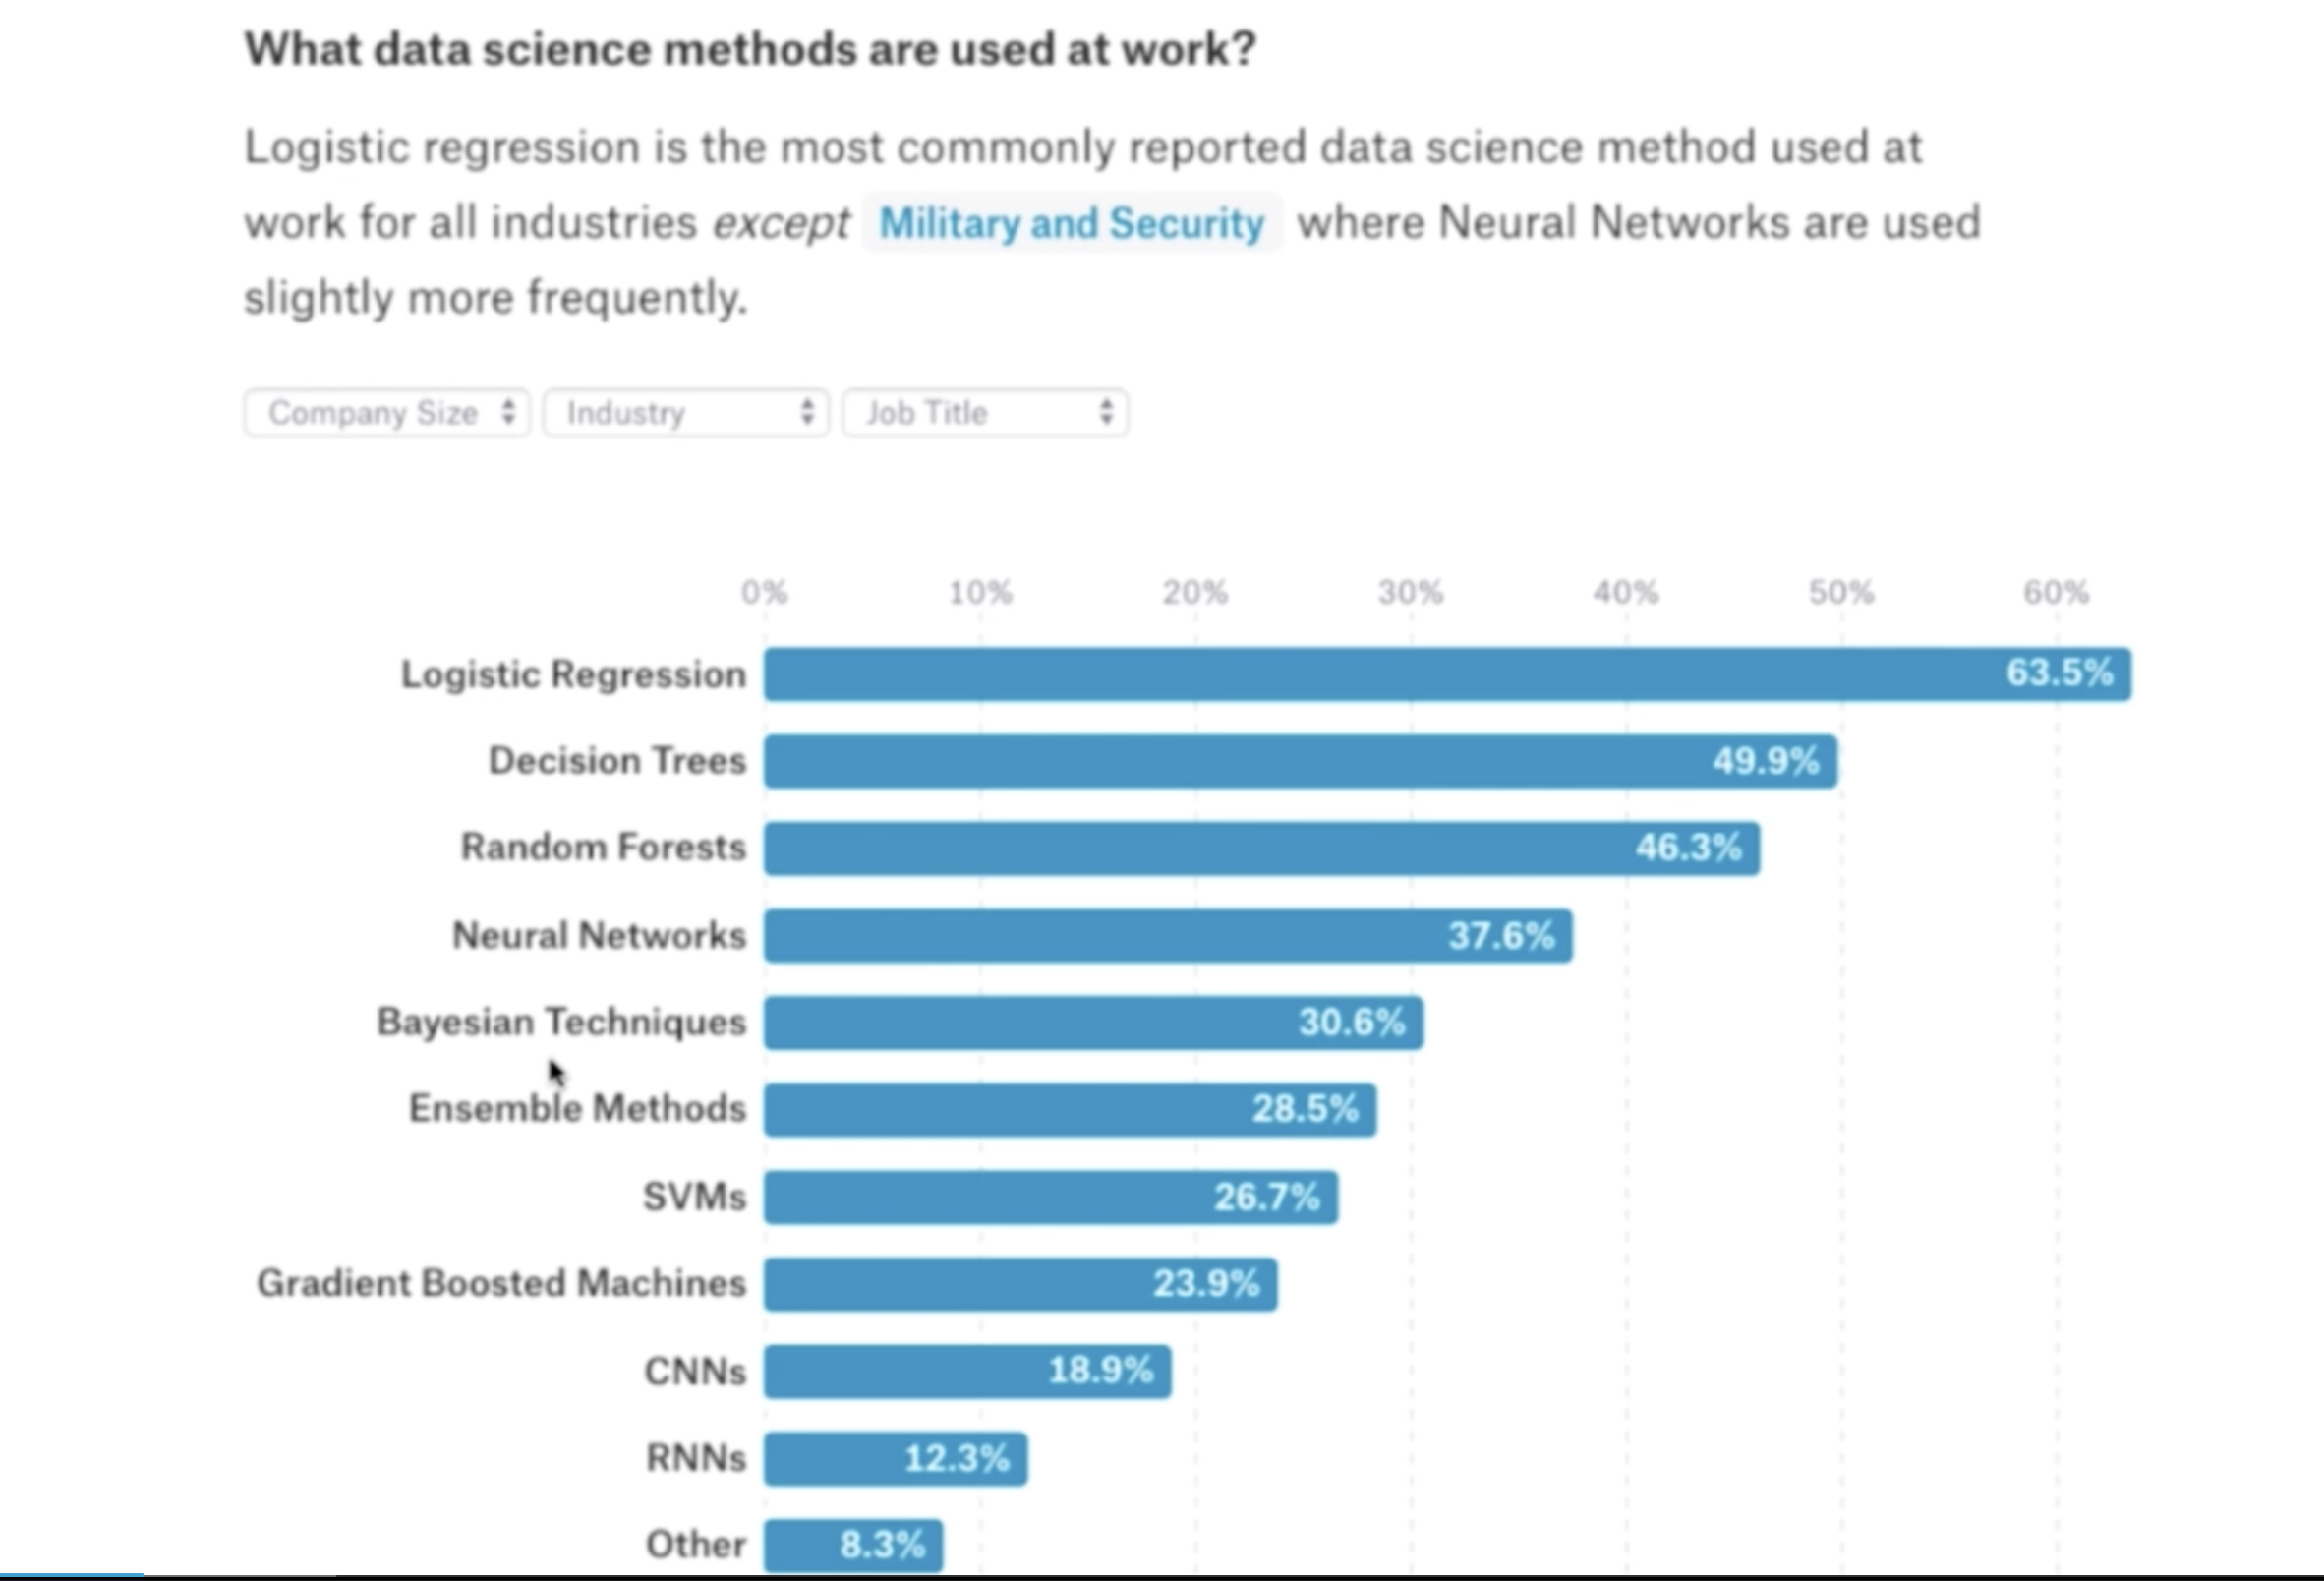 What data science methods are used at work?
Logistic regression is the most commonly reported data science method used at
work for all industries except Military and Security where Neural Networks are used
slightly more frequently.
Company Size Industry Job Title
0% 10% 20% 30% 40% 50% 60%
Logistic Regression 63.5%
Decision Trees 49.9%
Random Forests 46.3%
Neural Networks 37.6%
Bayesian Techniques 30.6%
Ensemble Methods 28.5%
SVMs 26.7%
Gradient Boosted Machines 23.9%
CNNs 18.9%
RNNs 12.3%
Other 8.3%